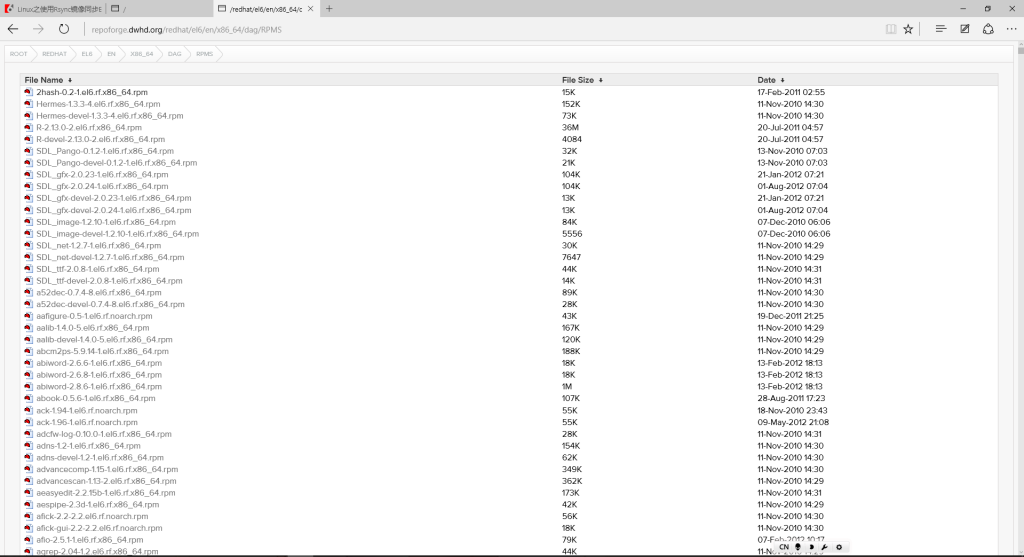 Linux之使用Rsync镜像同步E
/
/redhat/el6/en/x86_64/c
repoforge.dwhd.org/redhat/el6/en/x86_64/dag/RPMS
ROOT REDHAT EL6 EN X86_64 DAG RPMS
File Name ↓ File Size ↓ Date ↓
2hash-0.2-1.el6.rf.x86_64.rpm 15K 17-Feb-2011 02:55
Hermes-1.3.3-4.el6.rf.x86_64.rpm 152K 11-Nov-2010 14:30
Hermes-devel-1.3.3-4.el6.rf.x86_64.rpm 73K 11-Nov-2010 14:30
R-2.13.0-2.el6.rf.x86_64.rpm 36M 20-Jul-2011 04:57
R-devel-2.13.0-2.el6.rf.x86_64.rpm 4084 20-Jul-2011 04:57
SDL_Pango-0.1.2-1.el6.rf.x86_64.rpm 32K 13-Nov-2010 07:03
SDL_Pango-devel-0.1.2-1.el6.rf.x86_64.rpm 21K 13-Nov-2010 07:03
SDL_gfx-2.0.23-1.el6.rf.x86_64.rpm 104K 21-Jan-2012 07:21
SDL_gfx-2.0.24-1.el6.rf.x86_64.rpm 104K 01-Aug-2012 07:04
SDL_gfx-devel-2.0.23-1.el6.rf.x86_64.rpm 13K 21-Jan-2012 07:21
SDL_gfx-devel-2.0.24-1.el6.rf.x86_64.rpm 13K 01-Aug-2012 07:04
SDL_image-1.2.10-1.el6.rf.x86_64.rpm 84K 07-Dec-2010 06:06
SDL_image-devel-1.2.10-1.el6.rf.x86_64.rpm 5556 07-Dec-2010 06:06
SDL_net-1.2.7-1.el6.rf.x86_64.rpm 30K 11-Nov-2010 14:29
SDL_net-devel-1.2.7-1.el6.rf.x86_64.rpm 7647 11-Nov-2010 14:29
SDL_ttf-2.0.8-1.el6.rf.x86_64.rpm 44K 11-Nov-2010 14:31
SDL_ttf-devel-2.0.8-1.el6.rf.x86_64.rpm 14K 11-Nov-2010 14:31
a52dec-0.7.4-8.el6.rf.x86_64.rpm 89K 11-Nov-2010 14:30
a52dec-devel-0.7.4-8.el6.rf.x86_64.rpm 28K 11-Nov-2010 14:30
aafigure-0.5-1.el6.rf.noarch.rpm 43K 19-Dec-2011 21:25
aalib-1.4.0-5.el6.rf.x86_64.rpm 167K 11-Nov-2010 14:29
aalib-devel-1.4.0-5.el6.rf.x86_64.rpm 120K 11-Nov-2010 14:29
abcm2ps-5.9.14-1.el6.rf.x86_64.rpm 188K 11-Nov-2010 14:29
abiword-2.6.6-1.el6.rf.x86_64.rpm 18K 13-Feb-2012 18:13
abiword-2.6.8-1.el6.rf.x86_64.rpm 18K 13-Feb-2012 18:13
abiword-2.8.6-1.el6.rf.x86_64.rpm 1M 13-Feb-2012 18:13
abook-0.5.6-1.el6.rf.x86_64.rpm 107K 28-Aug-2011 17:23
ack-1.94-1.el6.rf.noarch.rpm 55K 18-Nov-2010 23:43
ack-1.96-1.el6.rf.noarch.rpm 55K 09-May-2012 21:08
adcfw-log-0.10.0-1.el6.rf.x86_64.rpm 28K 11-Nov-2010 14:31
adns-1.2-1.el6.rf.x86_64.rpm 154K 11-Nov-2010 14:30
adns-devel-1.2-1.el6.rf.x86_64.rpm 62K 11-Nov-2010 14:30
advancecomp-1.15-1.el6.rf.x86_64.rpm 349K 11-Nov-2010 14:30
advancescan-1.13-2.el6.rf.x86_64.rpm 362K 11-Nov-2010 14:29
aeasyedit-2.2.15b-1.el6.rf.x86_64.rpm 173K 11-Nov-2010 14:31
aespipe-2.3d-1.el6.rf.x86_64.rpm 42K 11-Nov-2010 14:29
afick-2.2-2.2.el6.rf.noarch.rpm 56K 11-Nov-2010 14:30
afick-gui-2.2-2.2.el6.rf.noarch.rpm 18K 11-Nov-2010 14:30
afio-2.5.1-1.el6.rf.x86_64.rpm 79K 07-Feb-2012 10:17
agrep-2.04-1.2.el6.rf.x86_64.rpm 44K
CN